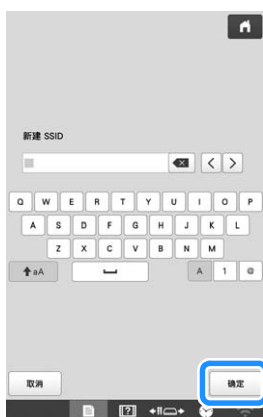 新建 SSID
Q W E R T Y U I O P
A S D F G H J K L
Z X C V B N M
aA A 1 @
取消 确定